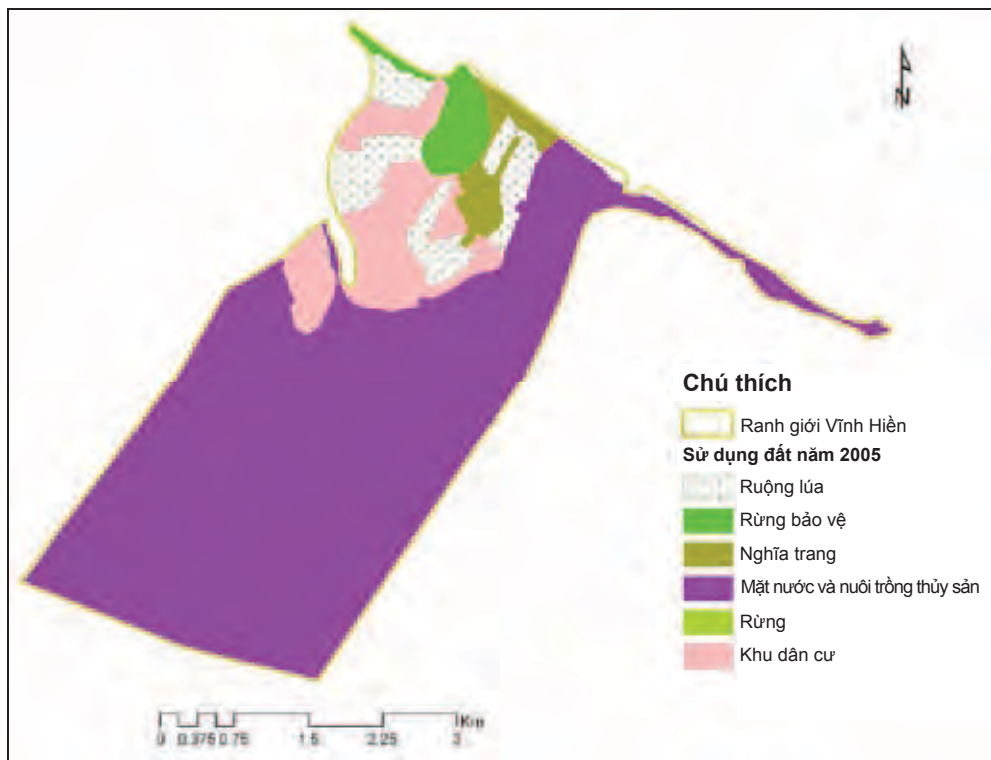 Chú thích
Ranh giới Vĩnh Hiền
Sử dụng đất năm 2005
Ruộng lúa
Rừng bảo vệ
Nghĩa trang
Mặt nước và nuôi trồng thủy sản
Rừng
Khu dân cư
Km
0 0.375 0.75 1.5 2.25 3
N